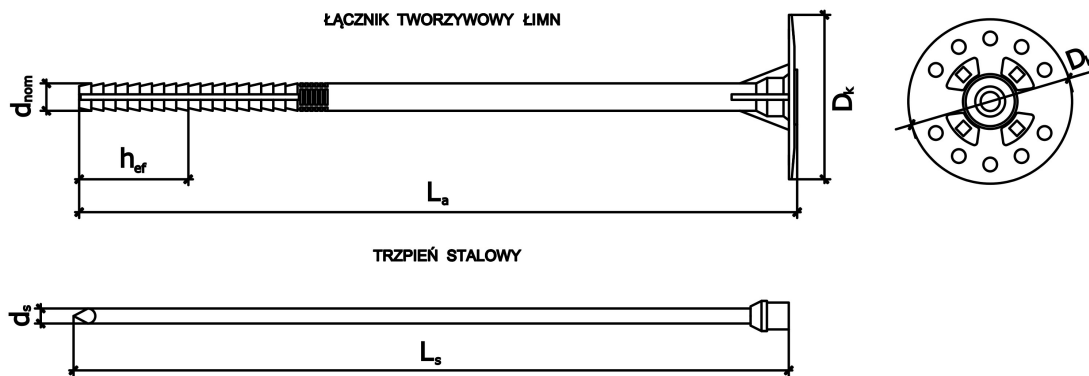 ŁĄCZNIK TWORZYWOWY ŁIMN
dnom
hef
La
Dk
TRZPIEŃ STALOWY
ds
Ls